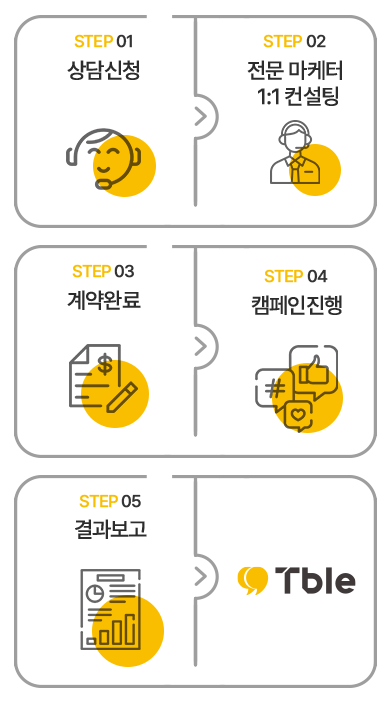 STEP 01
상담신청
STEP 02
전문 마케터
1:1 컨설팅
STEP 03
계약완료
$
STEP 04
캠페인진행
#
STEP 05
결과보고
Tble